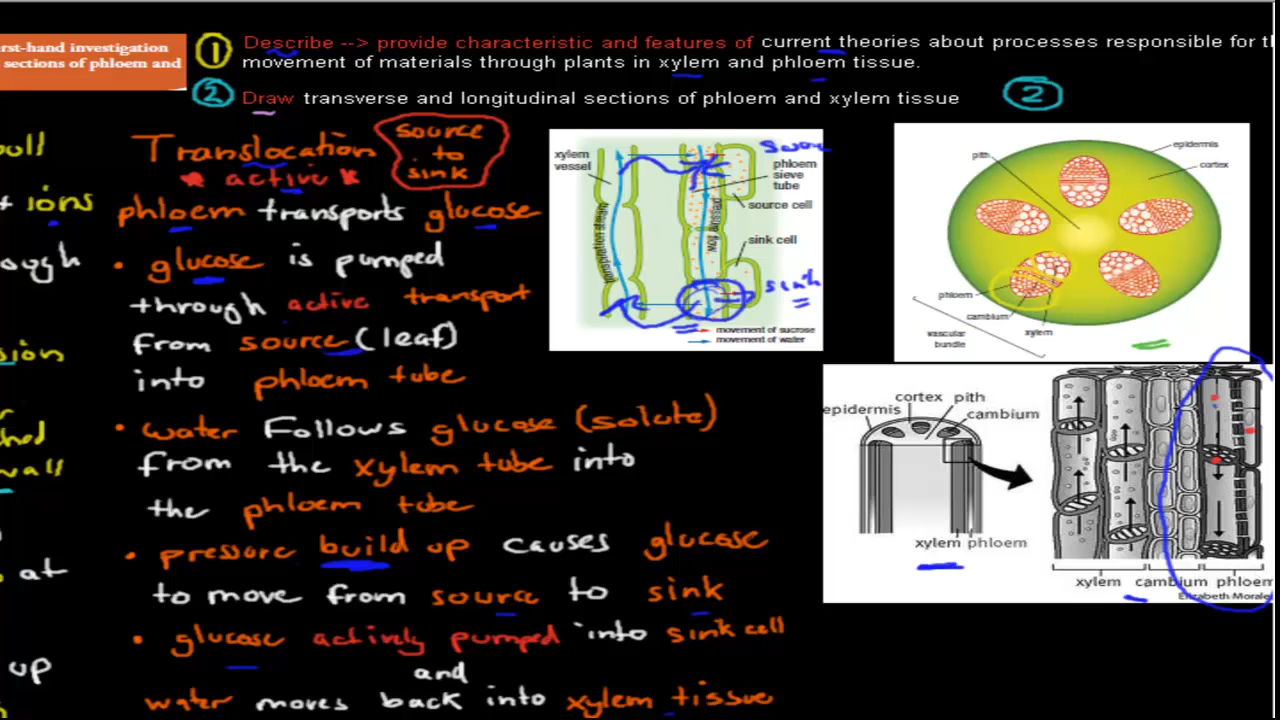 rst-hand investigation
sections of phloem and
1
Describe --> provide characteristic and features of current theories about processes responsible for th
movement of materials through plants in xylem and phloem tissue.
2
Draw transverse and longitudinal sections of phloem and xylem tissue
2
pull
+ ions
ough
sion
shed
wall
at
up
Translocation
* active *
source
to
sink
phloem transports glucose
• glucose is pumped
through active transport
from source (leaf)
into phloem tube
• water follows glucose (solute)
from the xylem tube into
the phloem tube
• pressure build up causes glucose
to move from source to sink
• glucose actively pumped into sink cell
and
water moves back into xylem tissue
xylem
vessel
source
phloem
sieve
tube
source cell
sink cell
sink
pressure flow
movement of sucrose
movement of water
pith
epidermis
cortex
phloem
cambium
xylem
vascular
bundle
cortex pith
epidermis
cambium
xylem phloem
xylem cambium phloem
Elizabeth Morale